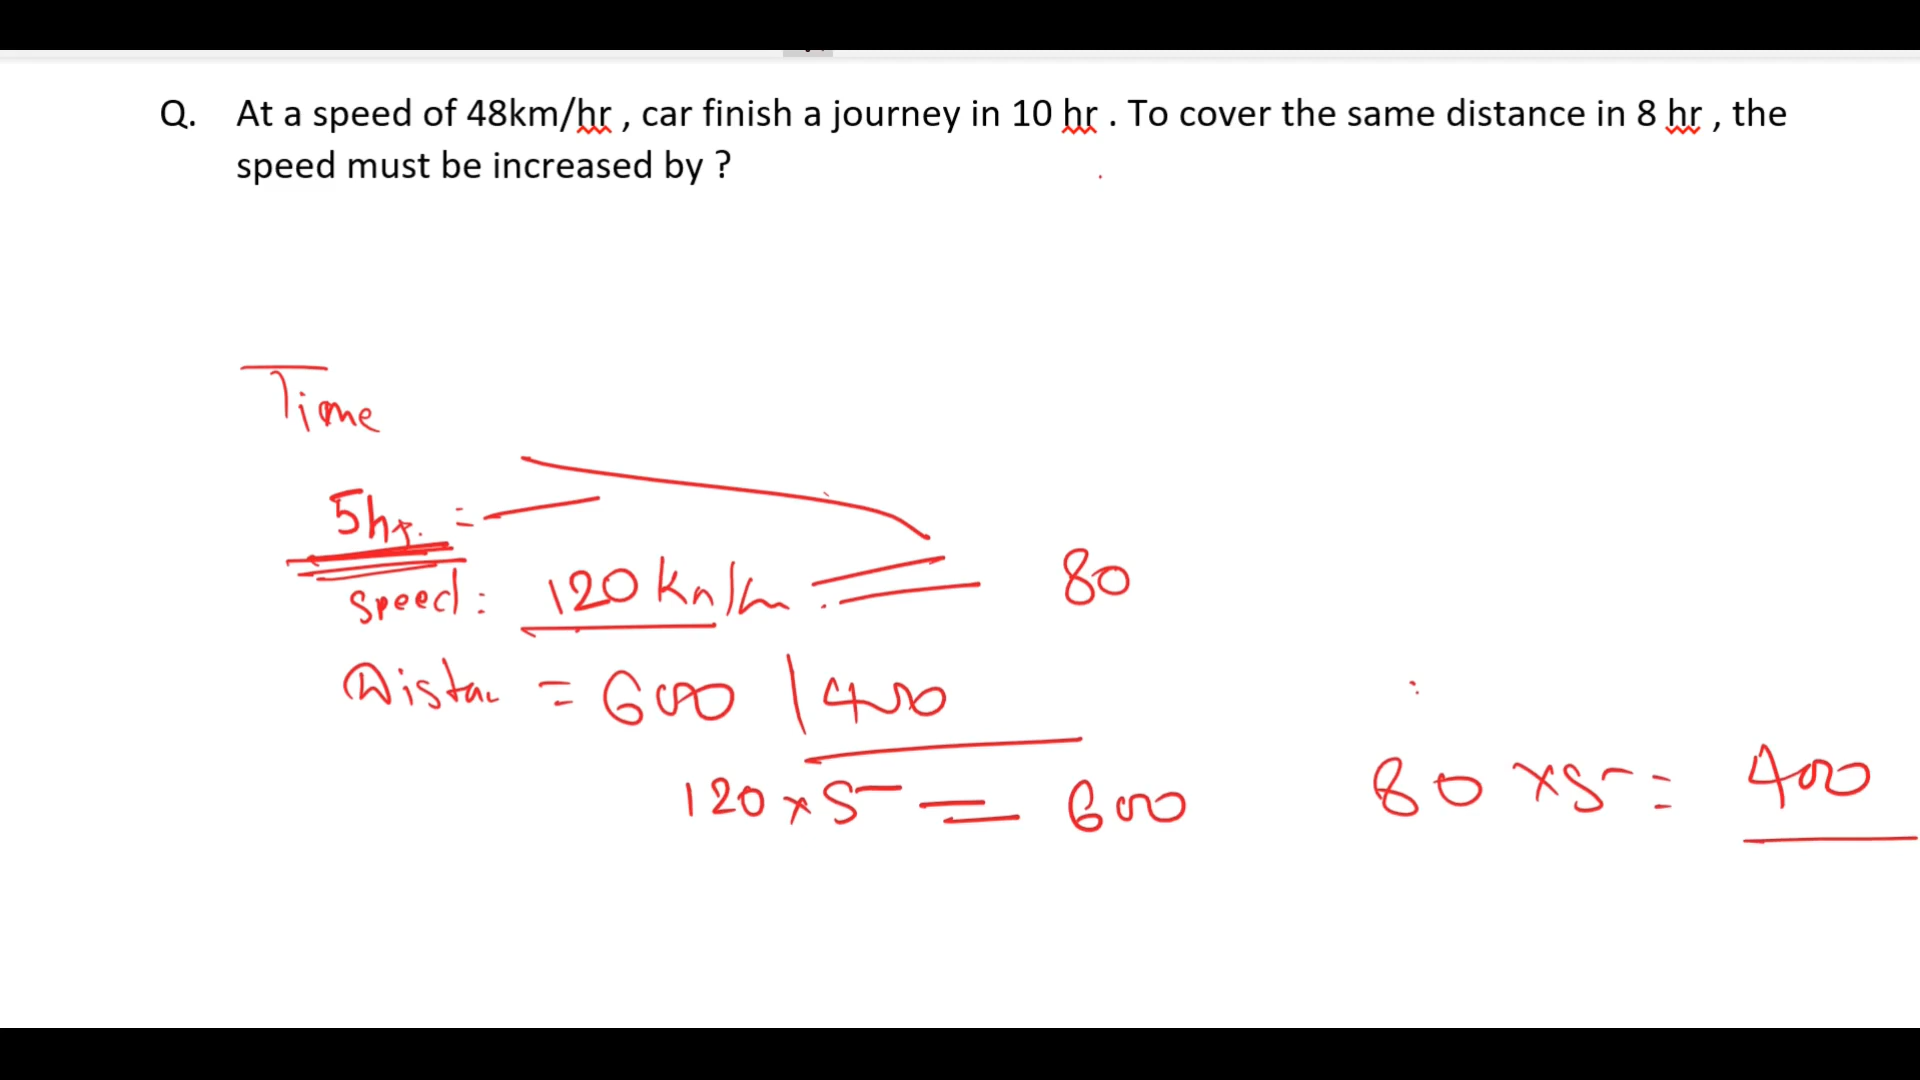 Q. At a speed of 48km/hr , car finish a journey in 10 hr . To cover the same distance in 8 hr , the
speed must be increased by ?
Time
5hr. =
Speed: 120 km/hr 80
Distan = 600 | 400
120 x 5 = 600 80 x 5 = 400